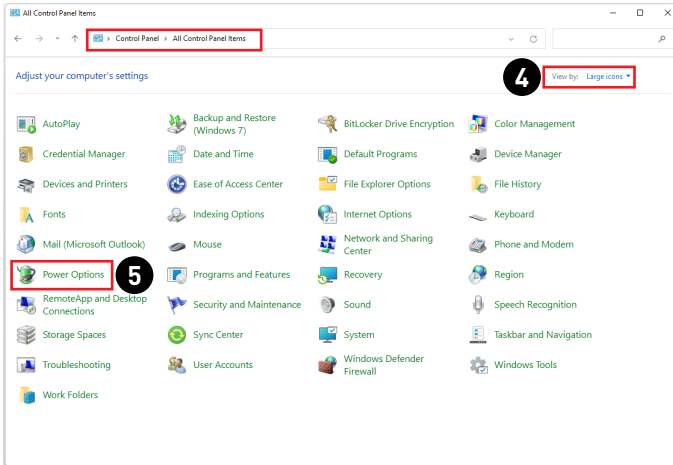 All Control Panel Items
Control Panel > All Control Panel Items
Adjust your computer's settings
4
View by: Large icons
AutoPlay
Backup and Restore
(Windows 7)
BitLocker Drive Encryption
Color Management
Credential Manager
Date and Time
Default Programs
Device Manager
Devices and Printers
Ease of Access Center
File Explorer Options
File History
Fonts
Indexing Options
Internet Options
Keyboard
Mail (Microsoft Outlook)
Mouse
Network and Sharing
Center
Phone and Modem
Power Options
5
Programs and Features
Recovery
Region
RemoteApp and Desktop
Connections
Security and Maintenance
Sound
Speech Recognition
Storage Spaces
Sync Center
System
Taskbar and Navigation
Troubleshooting
User Accounts
Windows Defender
Firewall
Windows Tools
Work Folders